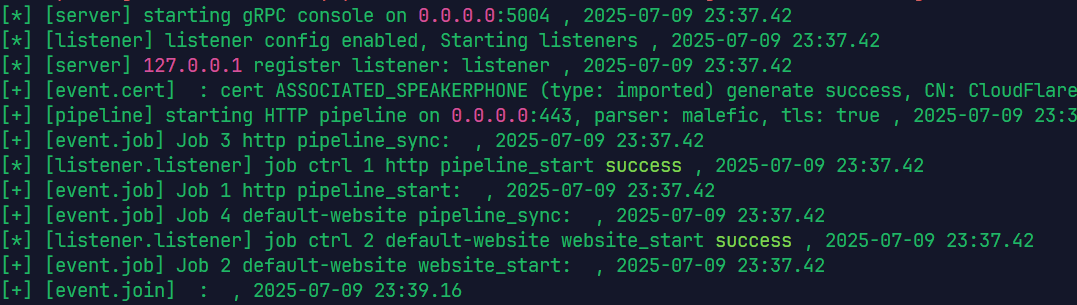 [*] [server] starting gRPC console on 0.0.0.0:5004 , 2025-07-09 23:37.42
[*] [listener] listener config enabled, Starting listeners , 2025-07-09 23:37.42
[*] [server] 127.0.0.1 register listener: listener , 2025-07-09 23:37.42
[+] [event.cert]  : cert ASSOCIATED_SPEAKERPHONE (type: imported) generate success, CN: CloudFlare
[+] [pipeline] starting HTTP pipeline on 0.0.0.0:443, parser: malefic, tls: true , 2025-07-09 23:3
[+] [event.job] Job 3 http pipeline_sync:  , 2025-07-09 23:37.42
[*] [listener.listener] job ctrl 1 http pipeline_start success , 2025-07-09 23:37.42
[+] [event.job] Job 1 http pipeline_start:  , 2025-07-09 23:37.42
[+] [event.job] Job 4 default-website pipeline_sync:  , 2025-07-09 23:37.42
[*] [listener.listener] job ctrl 2 default-website website_start success , 2025-07-09 23:37.42
[+] [event.job] Job 2 default-website website_start:  , 2025-07-09 23:37.42
[+] [event.join]  :  , 2025-07-09 23:39.16